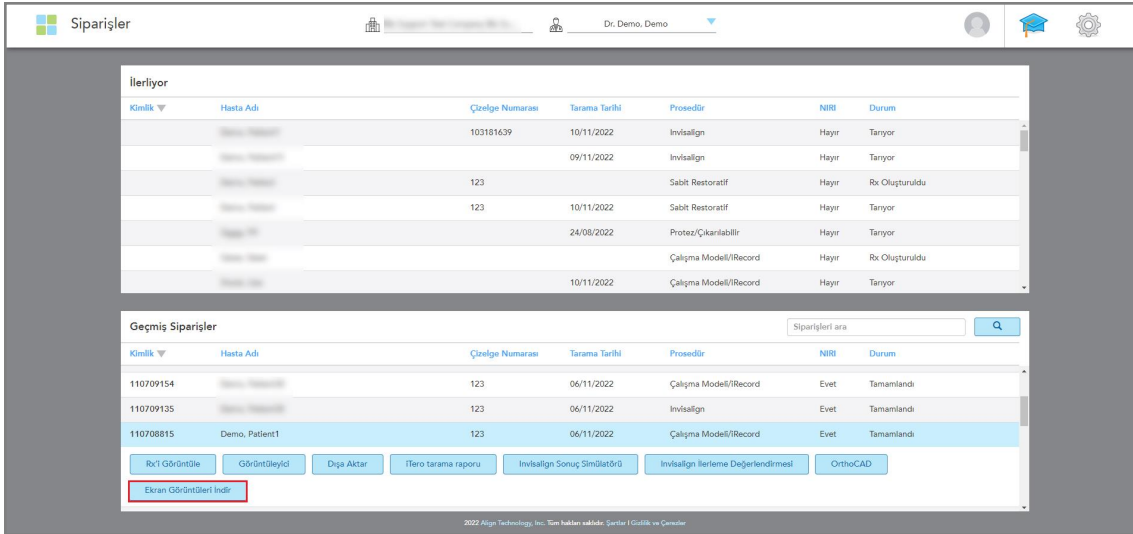 Siparişler Dr. Demo, Demo
İlerliyor
Kimlik Hasta Adı Çizelge Numarası Tarama Tarihi Prosedür NIRI Durum
103181639 10/11/2022 Invisalign Hayır Tarıyor
09/11/2022 Invisalign Hayır Tarıyor
123 Sabit Restoratif Hayır Rx Oluşturuldu
123 10/11/2022 Sabit Restoratif Hayır Tarıyor
24/08/2022 Protez/Çıkarılabilir Hayır Tarıyor
Çalışma Modeli/iRecord Hayır Rx Oluşturuldu
10/11/2022 Çalışma Modeli/iRecord Hayır Tarıyor
Geçmiş Siparişler Siparişleri ara
Kimlik Hasta Adı Çizelge Numarası Tarama Tarihi Prosedür NIRI Durum
110709154 123 06/11/2022 Çalışma Modeli/iRecord Evet Tamamlandı
110709135 123 06/11/2022 Invisalign Evet Tamamlandı
110708815 Demo, Patient1 123 06/11/2022 Çalışma Modeli/iRecord Evet Tamamlandı
Rx'i Görüntüle Görüntüleyici Dışa Aktar iTero tarama raporu Invisalign Sonuç Simülatörü Invisalign İlerleme Değerlendirmesi OrthoCAD
Ekran Görüntüleri İndir
2022 Align Technology, Inc. Tüm hakları saklıdır. Şartlar I Gizlilik ve Çerezler